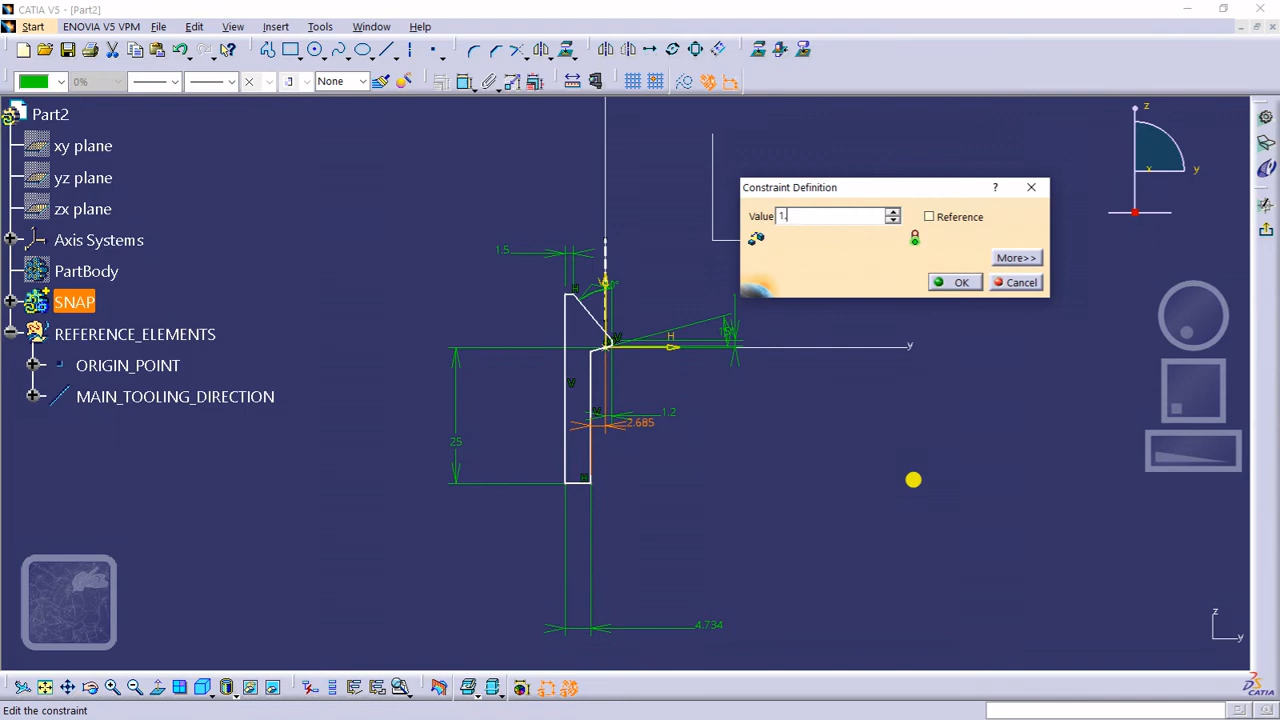 CATIA V5 - [Part2]
Start ENOVIA V5 VPM File Edit View Insert Tools Window Help
0% None
Part2
xy plane
yz plane
zx plane
Axis Systems
PartBody
SNAP
REFERENCE_ELEMENTS
ORIGIN_POINT
MAIN_TOOLING_DIRECTION
Constraint Definition ?
Value 1. Reference
More>>
OK Cancel
z
x y
1.5
H
V
H
y
V
V
1.2
2.685
25
H
4.734
z
y
CATIA
Edit the constraint